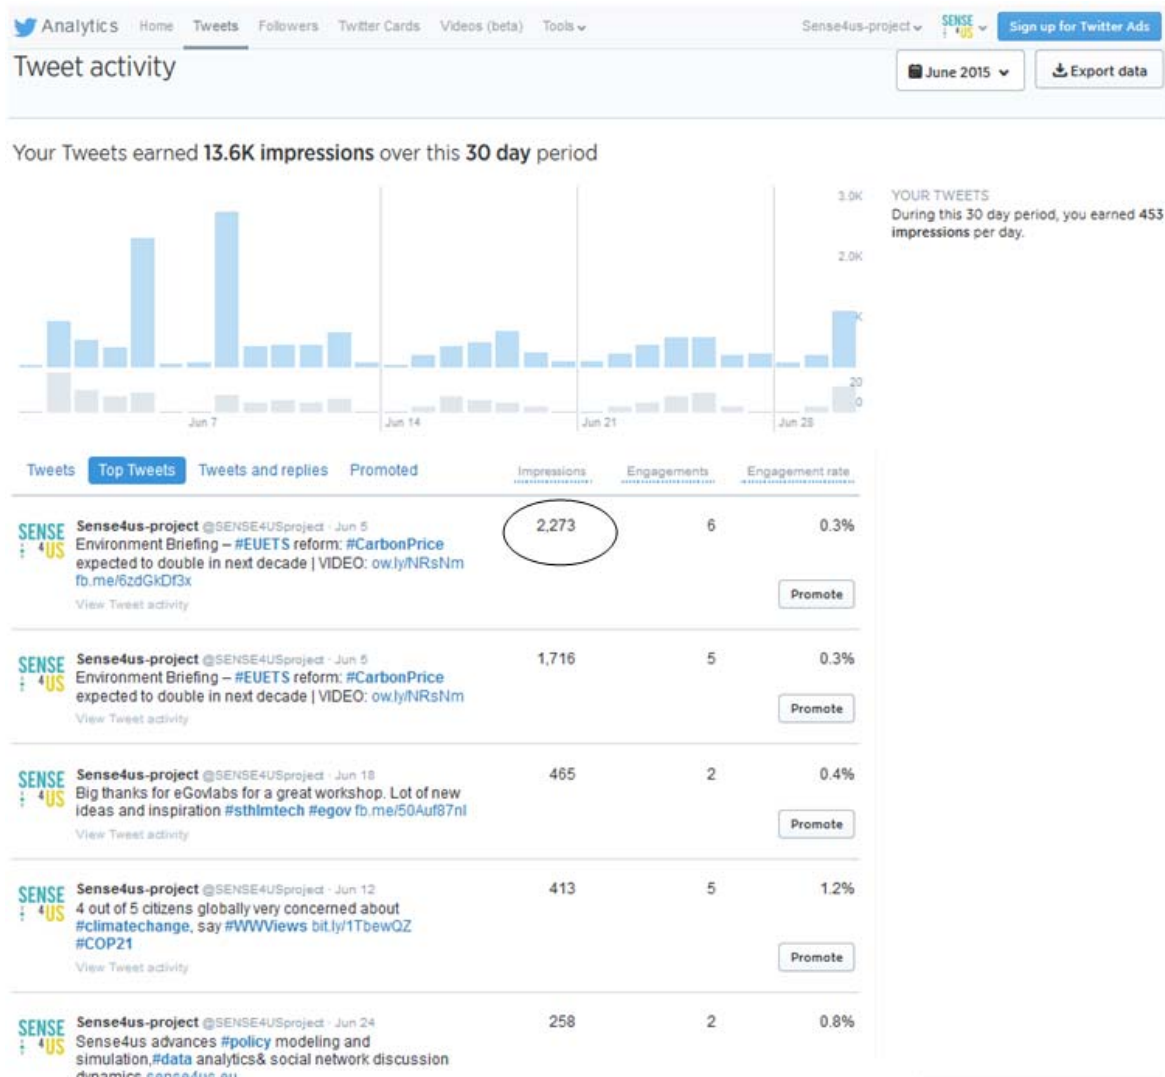 Analytics Home Tweets Followers Twitter Cards Videos (beta) Tools Sense4us-project SENSE 4US Sign up for Twitter Ads
Tweet activity
June 2015
Export data
Your Tweets earned 13.6K impressions over this 30 day period
3.0K
2.0K
K
20
0
Jun 7
Jun 14
Jun 21
Jun 28
YOUR TWEETS
During this 30 day period, you earned 453
impressions per day.
Tweets Top Tweets Tweets and replies Promoted Impressions Engagements Engagement rate
SENSE
4US
Sense4us-project @SENSE4USproject · Jun 5
Environment Briefing – #EUETS reform: #CarbonPrice
expected to double in next decade | VIDEO: ow.ly/NRsNm
fb.me/6zdGkDf3x
View Tweet activity
2,273 6 0.3%
Promote
SENSE
4US
Sense4us-project @SENSE4USproject · Jun 5
Environment Briefing – #EUETS reform: #CarbonPrice
expected to double in next decade | VIDEO: ow.ly/NRsNm
View Tweet activity
1,716 5 0.3%
Promote
SENSE
4US
Sense4us-project @SENSE4USproject · Jun 18
Big thanks for eGovlabs for a great workshop. Lot of new
ideas and inspiration #sthlmtech #egov fb.me/50Auf87nI
View Tweet activity
465 2 0.4%
Promote
SENSE
4US
Sense4us-project @SENSE4USproject · Jun 12
4 out of 5 citizens globally very concerned about
#climatechange, say #WWViews bit.ly/1TbewQZ
#COP21
View Tweet activity
413 5 1.2%
Promote
SENSE
4US
Sense4us-project @SENSE4USproject · Jun 24
Sense4us advances #policy modeling and
simulation,#data analytics& social network discussion
dynamics sense4us.eu
258 2 0.8%